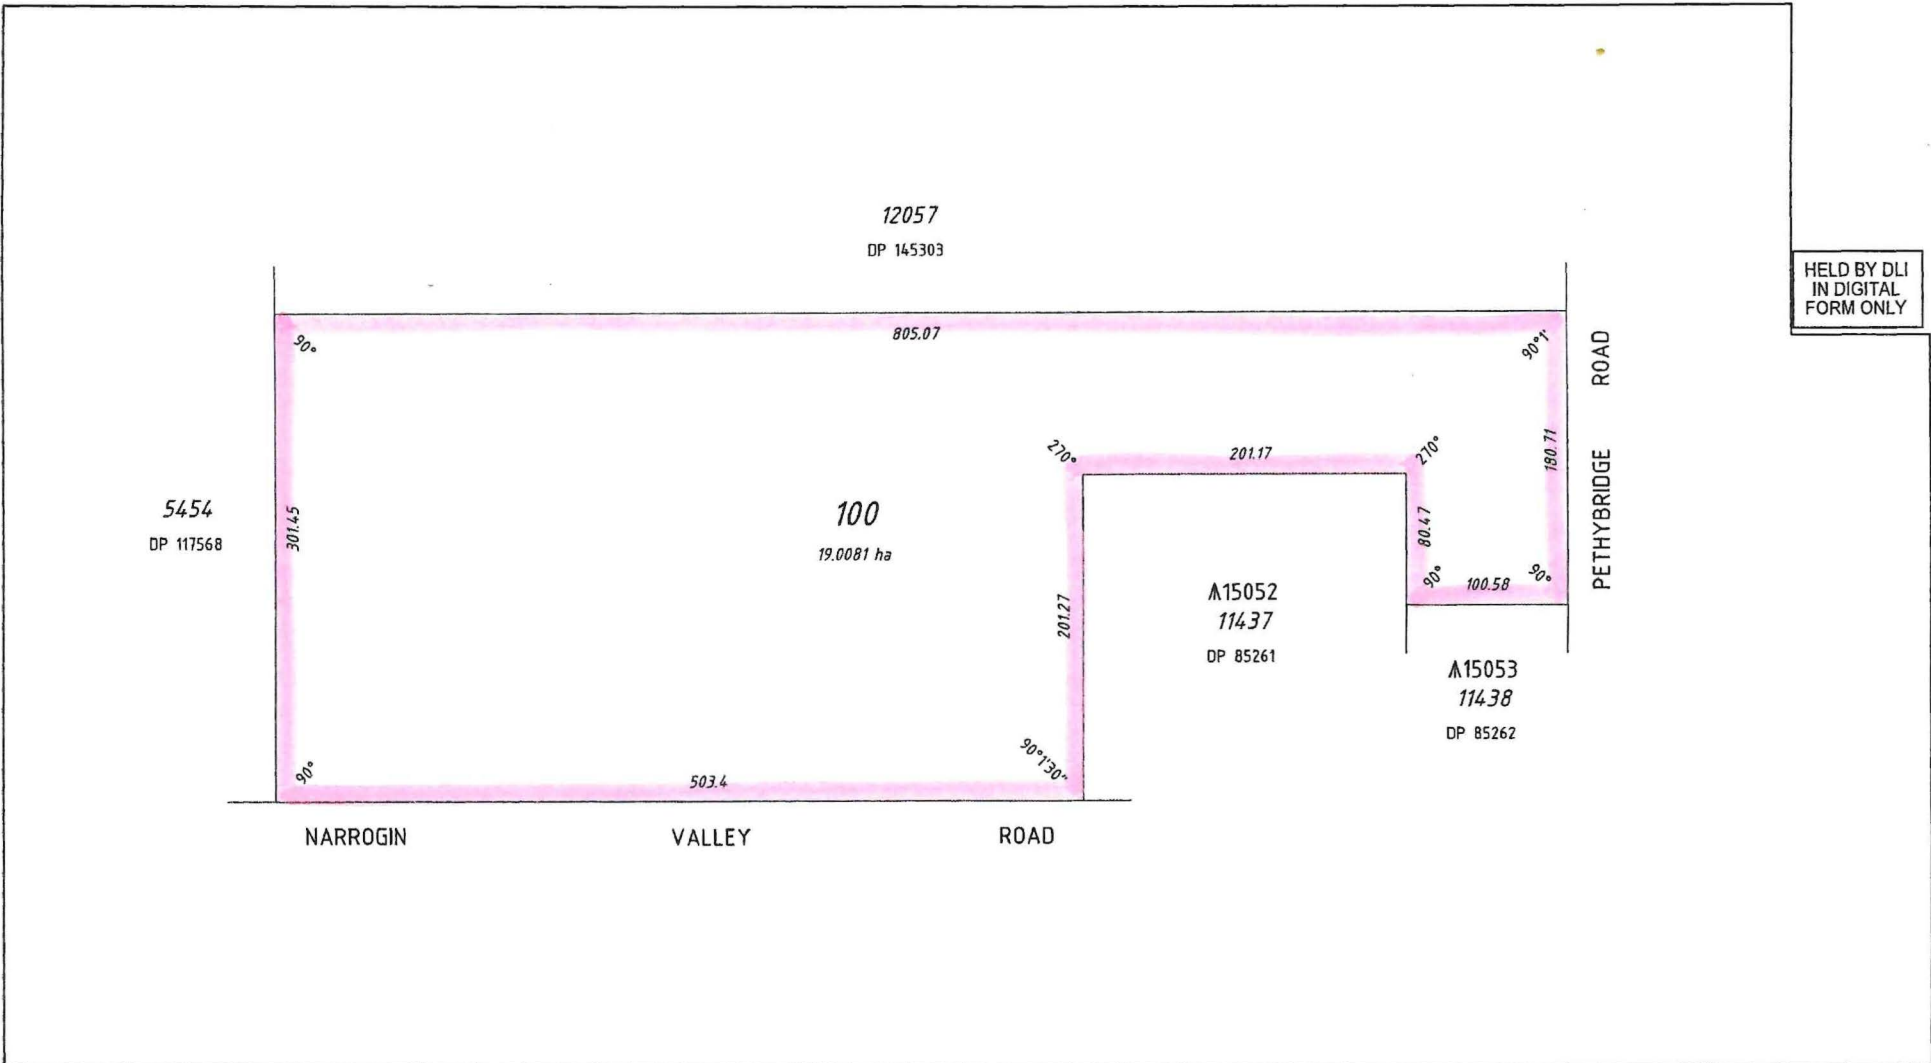 12057
DP 145303
HELD BY DLI
IN DIGITAL
FORM ONLY
805.07
90°
90°1'
PETHYBRIDGE ROAD
270°
201.17
270°
180.71
5454
DP 117568
301.45
100
19.0081 ha
80.47
90°
100.58
90°
201.27
15052
11437
DP 85261
15053
11438
DP 85262
90°
503.4
90°1'30"
NARROGIN VALLEY ROAD